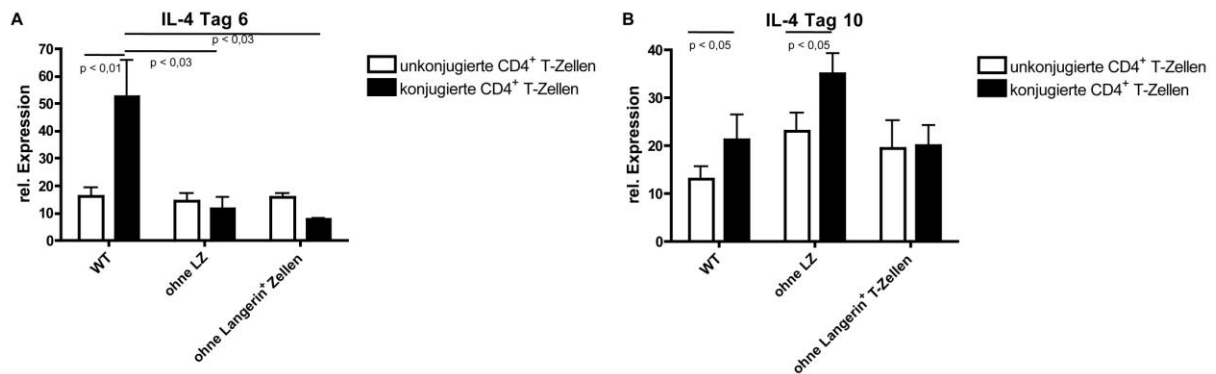 A
IL-4 Tag 6
p < 0,03
p < 0,01
p < 0,03
rel. Expression
70
60
50
40
30
20
10
0
WT
ohne LZ
ohne Langerin+ Zellen
unkonjugierte CD4+ T-Zellen
konjugierte CD4+ T-Zellen
B
IL-4 Tag 10
p < 0,05
p < 0,05
rel. Expression
40
30
20
10
0
WT
ohne LZ
ohne Langerin+ T-Zellen
unkonjugierte CD4+ T-Zellen
konjugierte CD4+ T-Zellen